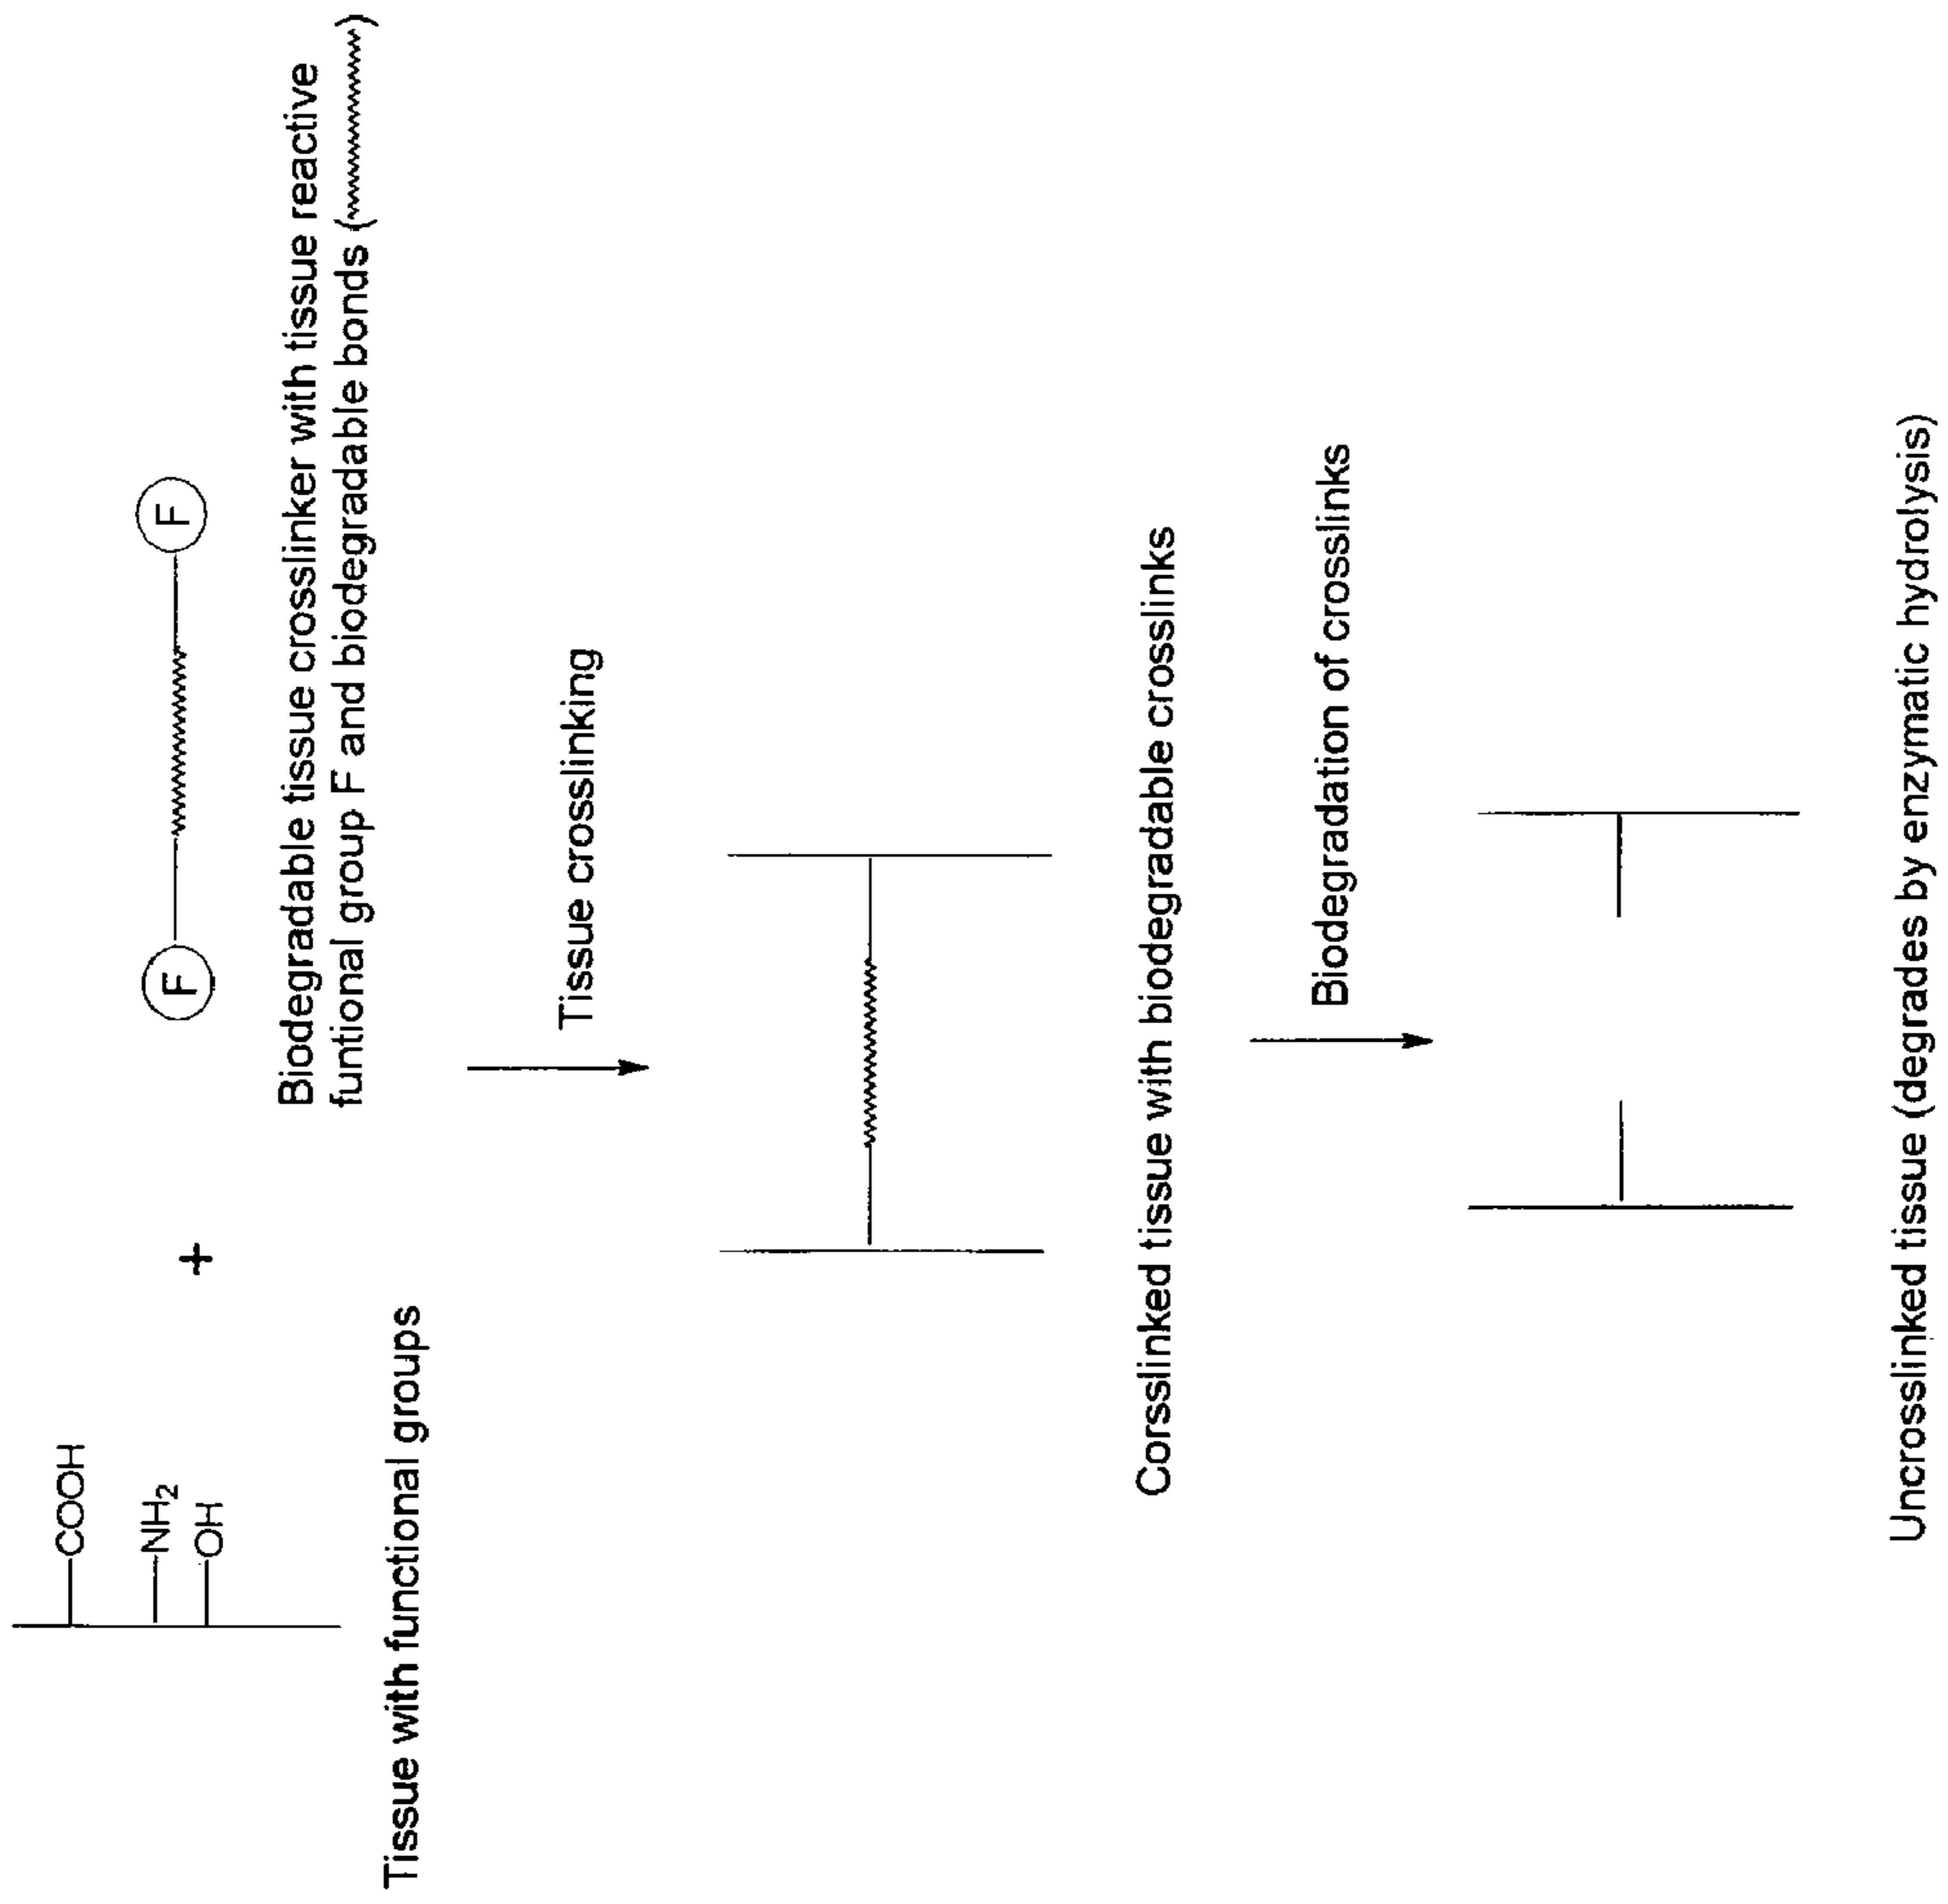 COOH
NH2
OH
+
F
F
Tissue with functional groups
Biodegradable tissue crosslinker with tissue reactive
funtional group F and biodegradable bonds ( )
Tissue crosslinking
Corsslinked tissue with biodegradable crosslinks
Biodegradation of crosslinks
Uncrosslinked tissue (degrades by enzymatic hydrolysis)